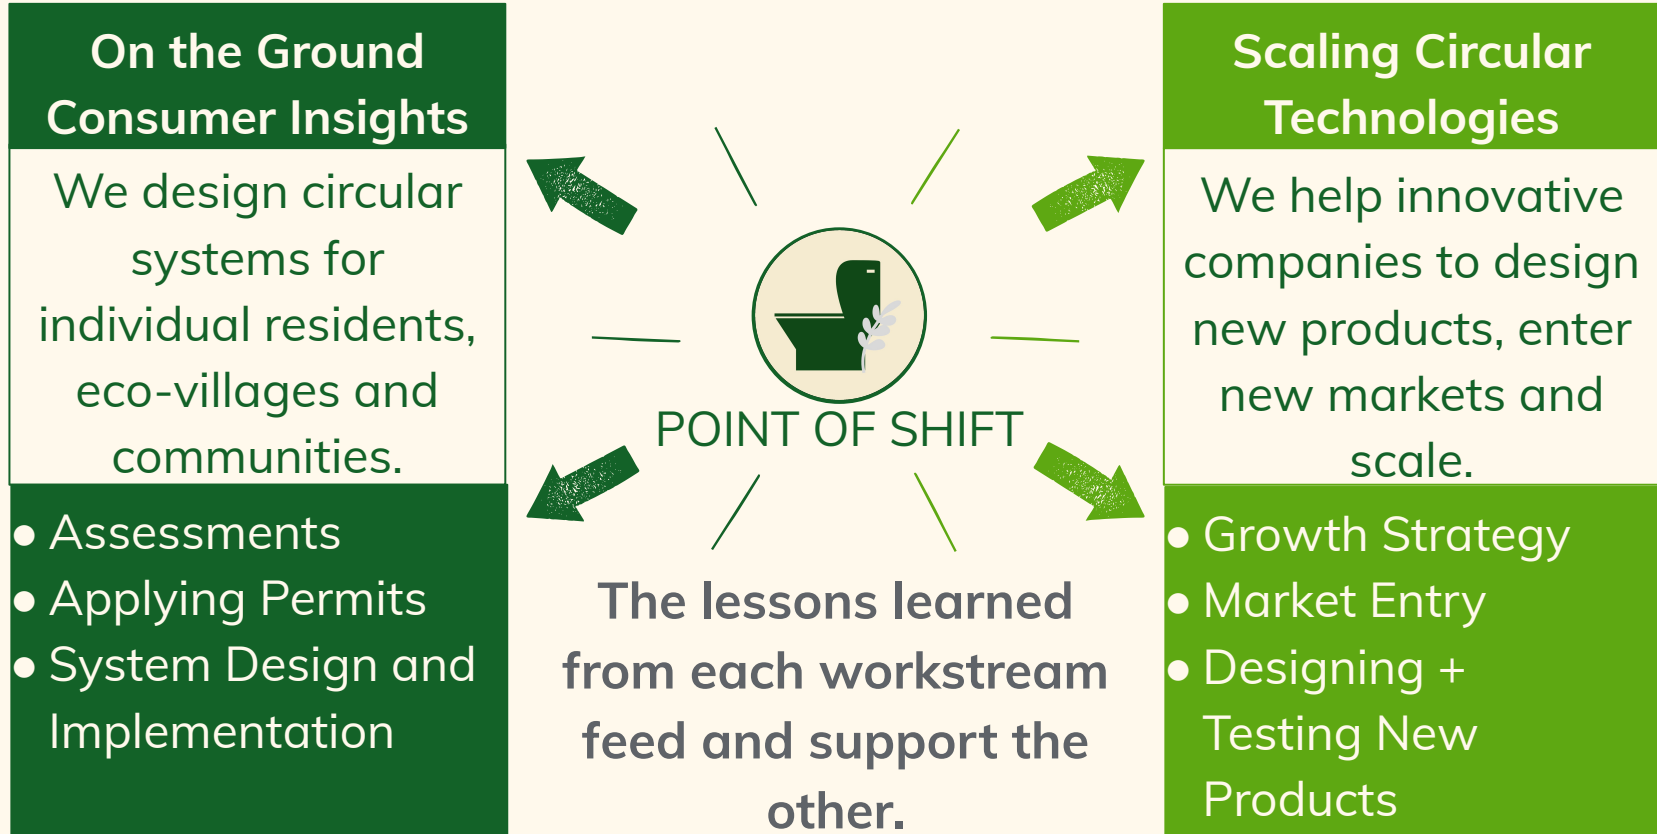 On the Ground
Consumer Insights
We design circular
systems for
individual residents,
eco-villages and
communities.
● Assessments
● Applying Permits
● System Design and
Implementation
POINT OF SHIFT
The lessons learned
from each workstream
feed and support the
other.
Scaling Circular
Technologies
We help innovative
companies to design
new products, enter
new markets and
scale.
● Growth Strategy
● Market Entry
● Designing +
Testing New
Products